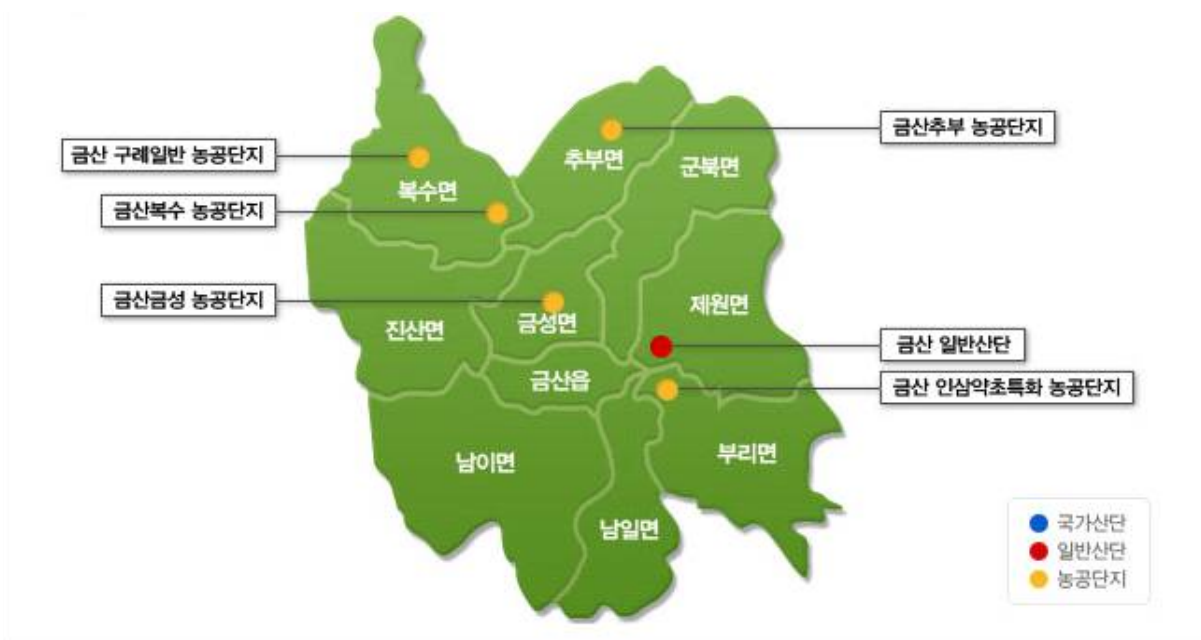 금산추부 농공단지
금산 구례일반 농공단지
추부면
군북면
복수면
금산복수 농공단지
금산금성 농공단지
제원면
금성면
진산면
금산 일반산단
금산읍
금산 인삼약초특화 농공단지
부리면
남이면
남일면
국가산단
일반산단
농공단지